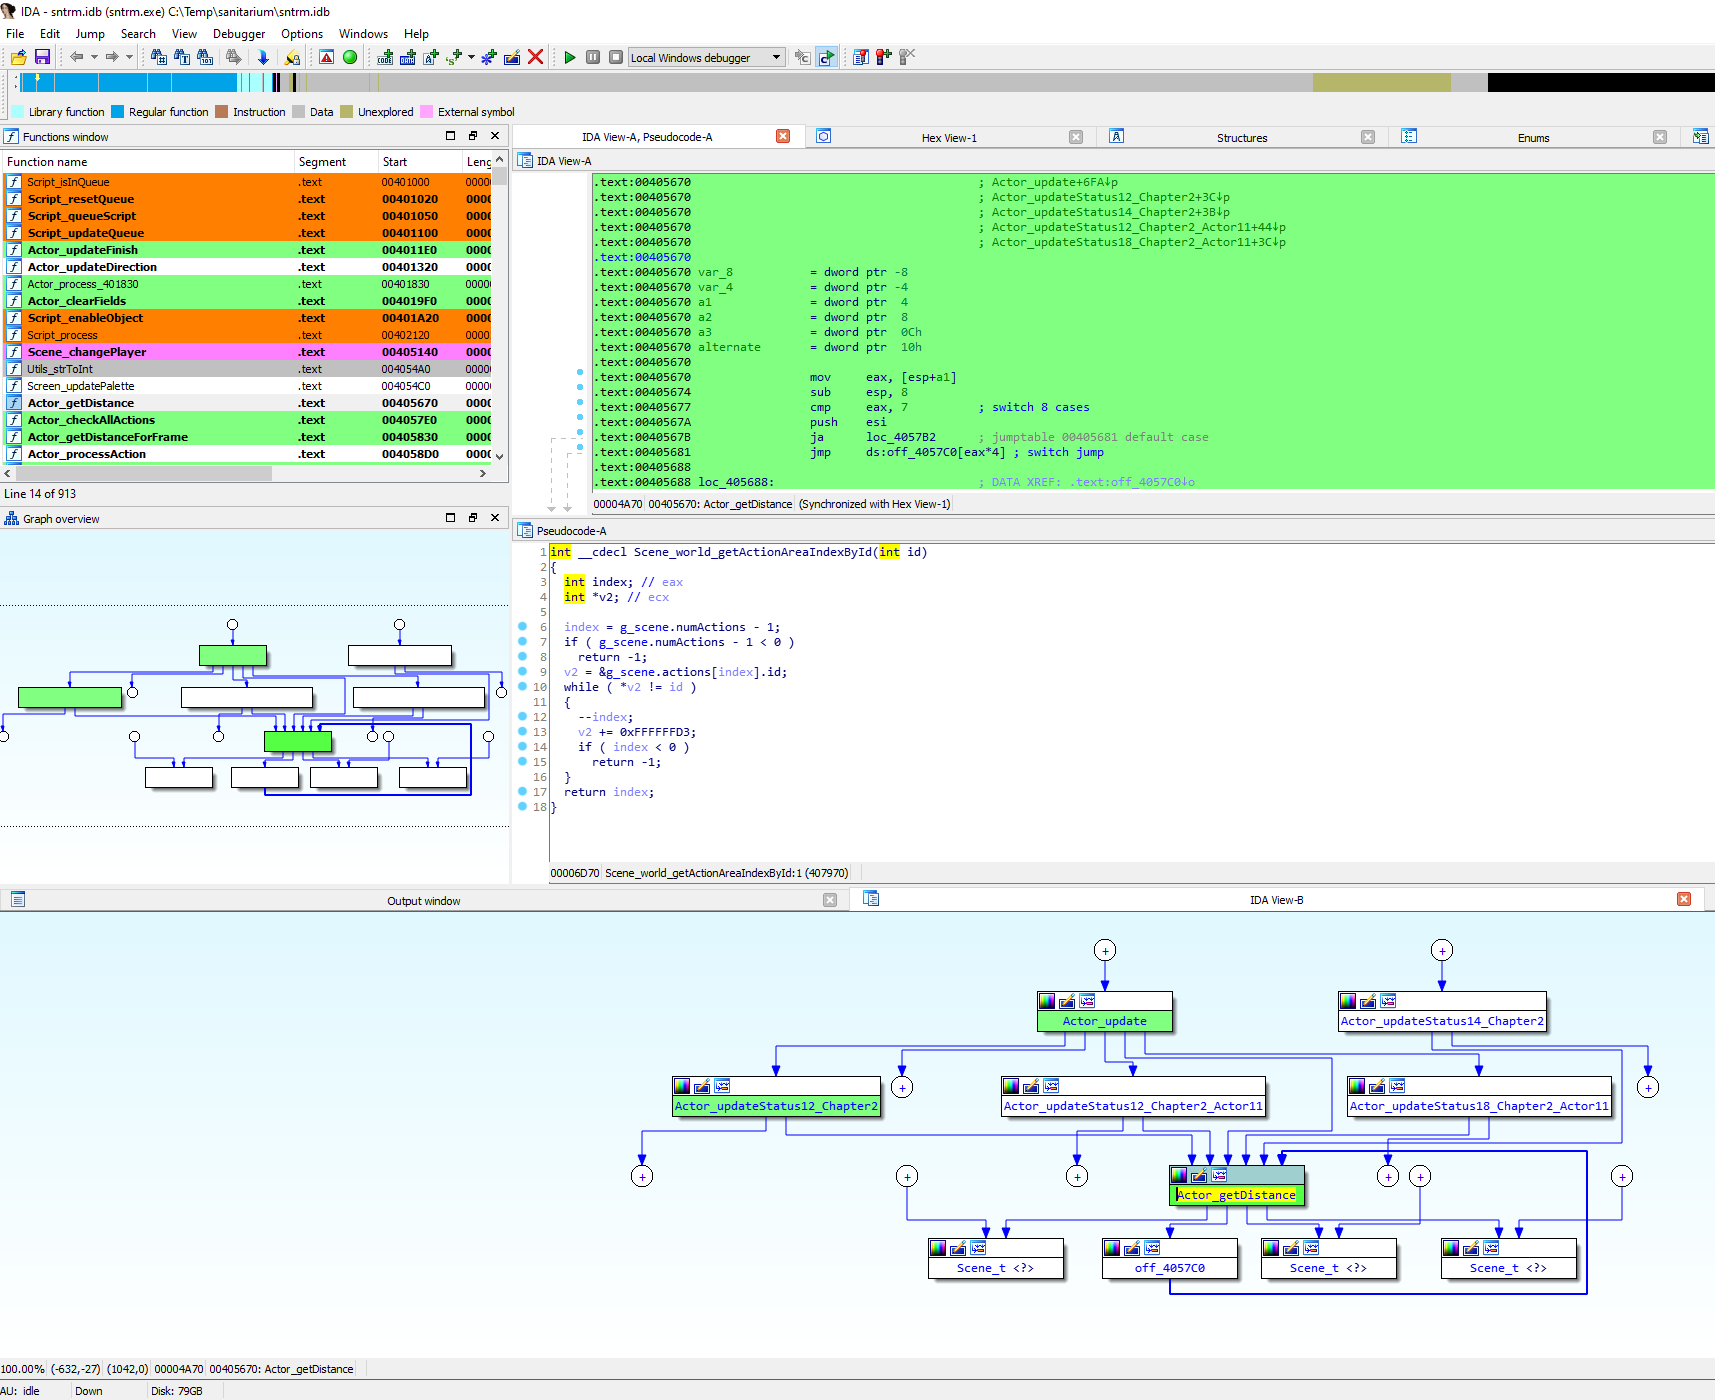 IDA - sntrm.idb (sntrm.exe) C:\Temp\sanitarium\sntrm.idb
File Edit Jump Search View Debugger Options Windows Help
Local Windows debugger
Library function Regular function Instruction Data Unexplored External symbol
Functions window
Function name Segment Start Leng
Script_isInQueue .text 00401000 0000
Script_resetQueue .text 00401020 000
Script_queueScript .text 00401050 000
Script_updateQueue .text 00401100 000
Actor_updateFinish .text 004011E0 000
Actor_updateDirection .text 00401320 000
Actor_process_401830 .text 00401830 0000
Actor_clearFields .text 004019F0 000
Script_enableObject .text 00401A20 000
Script_process .text 00402120 0000
Scene_changePlayer .text 00405140 000
Utils_strToInt .text 004054A0 0000
Screen_updatePalette .text 004054C0 0000
Actor_getDistance .text 00405670 000
Actor_checkAllActions .text 004057E0 000
Actor_getDistanceForFrame .text 00405830 000
Actor_processAction .text 004058D0 000
Line 14 of 913
Graph overview
IDA View-A, Pseudocode-A
Hex View-1
Structures
Enums
IDA View-A
.text:00405670 ; Actor_update+6FA↓p
.text:00405670 ; Actor_updateStatus12_Chapter2+3C↓p
.text:00405670 ; Actor_updateStatus14_Chapter2+3B↓p
.text:00405670 ; Actor_updateStatus12_Chapter2_Actor11+44↓p
.text:00405670 ; Actor_updateStatus18_Chapter2_Actor11+3C↓p
.text:00405670
.text:00405670 var_8 = dword ptr -8
.text:00405670 var_4 = dword ptr -4
.text:00405670 a1 = dword ptr  4
.text:00405670 a2 = dword ptr  8
.text:00405670 a3 = dword ptr  0Ch
.text:00405670 alternate = dword ptr  10h
.text:00405670
.text:00405670 mov eax, [esp+a1]
.text:00405674 sub esp, 8
.text:00405677 cmp eax, 7 ; switch 8 cases
.text:0040567A push esi
.text:0040567B ja loc_4057B2 ; jumptable 00405681 default case
.text:00405681 jmp ds:off_4057C0[eax*4] ; switch jump
.text:00405688
.text:00405688 loc_405688: ; DATA XREF: .text:off_4057C0↓o
00004A70 00405670: Actor_getDistance (Synchronized with Hex View-1)
Pseudocode-A
1 int __cdecl Scene_world_getActionAreaIndexById(int id)
2 {
3 int index; // eax
4 int *v2; // ecx
5
6 index = g_scene.numActions - 1;
7 if ( g_scene.numActions - 1 < 0 )
8 return -1;
9 v2 = &g_scene.actions[index].id;
10 while ( *v2 != id )
11 {
12 --index;
13 v2 += 0xFFFFFFD3;
14 if ( index < 0 )
15 return -1;
16 }
17 return index;
18 }
00006D70 Scene_world_getActionAreaIndexById:1 (407970)
Output window
IDA View-B
Actor_update
Actor_updateStatus14_Chapter2
Actor_updateStatus12_Chapter2
Actor_updateStatus12_Chapter2_Actor11
Actor_updateStatus18_Chapter2_Actor11
Actor_getDistance
Scene_t <?>
off_4057C0
Scene_t <?>
Scene_t <?>
100.00% (-632,-27) (1042,0) 00004A70 00405670: Actor_getDistance
AU: idle Down Disk: 79GB